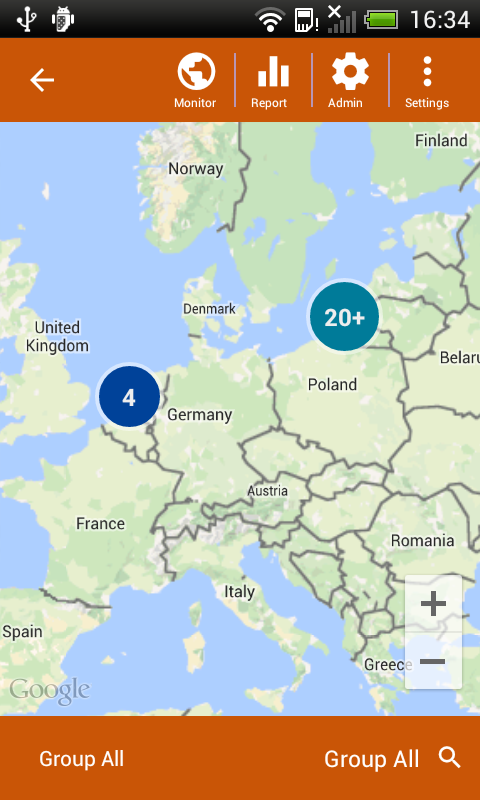 16:34
Monitor
Report
Admin
Settings
Finland
Norway
Denmark
20+
United
Kingdom
Belaru
Poland
4
Germany
Austria
France
Romania
Italy
+
Spain
−
Greece
Google
Group All
Group All